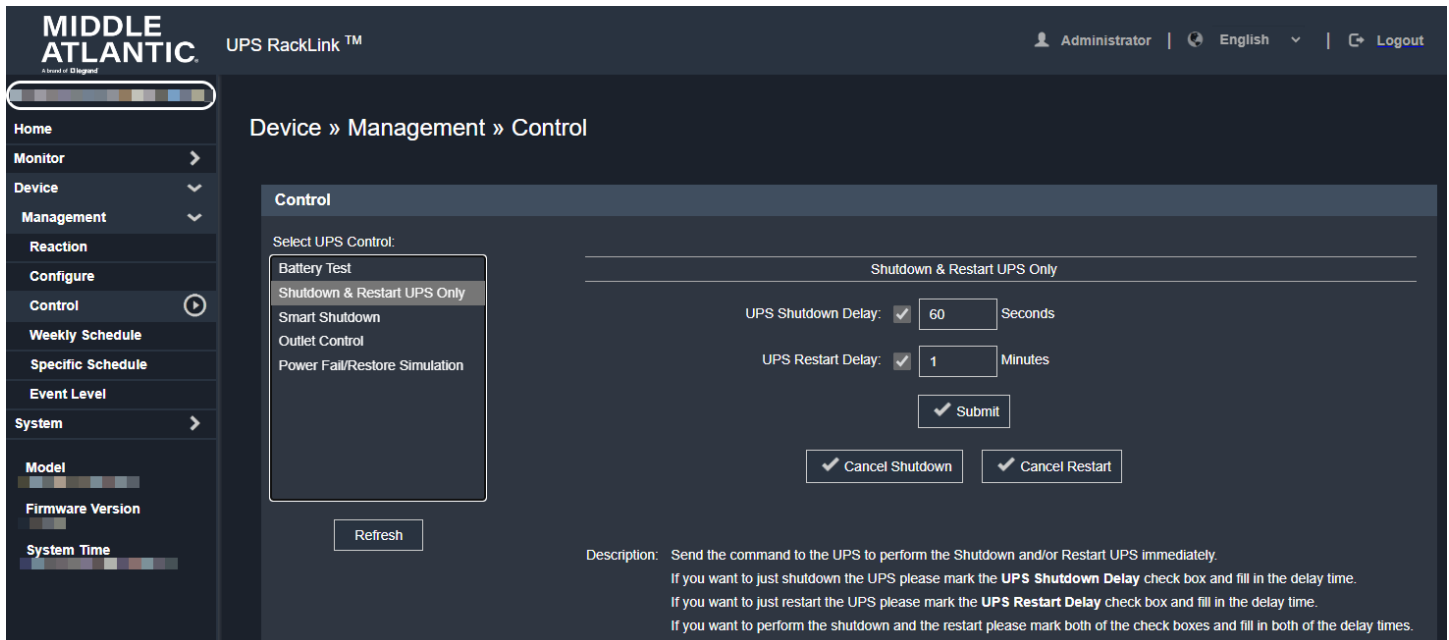 MIDDLE
ATLANTIC®
A brand of legrand
UPS RackLink ™
Administrator | English | Logout
Home
Monitor
Device
Management
Reaction
Configure
Control
Weekly Schedule
Specific Schedule
Event Level
System
Model
Firmware Version
System Time
Device » Management » Control
Control
Select UPS Control:
Battery Test
Shutdown & Restart UPS Only
Smart Shutdown
Outlet Control
Power Fail/Restore Simulation
Refresh
Shutdown & Restart UPS Only
UPS Shutdown Delay: 60 Seconds
UPS Restart Delay: 1 Minutes
Submit
Cancel Shutdown Cancel Restart
Description: Send the command to the UPS to perform the Shutdown and/or Restart UPS immediately.
If you want to just shutdown the UPS please mark the UPS Shutdown Delay check box and fill in the delay time.
If you want to just restart the UPS please mark the UPS Restart Delay check box and fill in the delay time.
If you want to perform the shutdown and the restart please mark both of the check boxes and fill in both of the delay times.